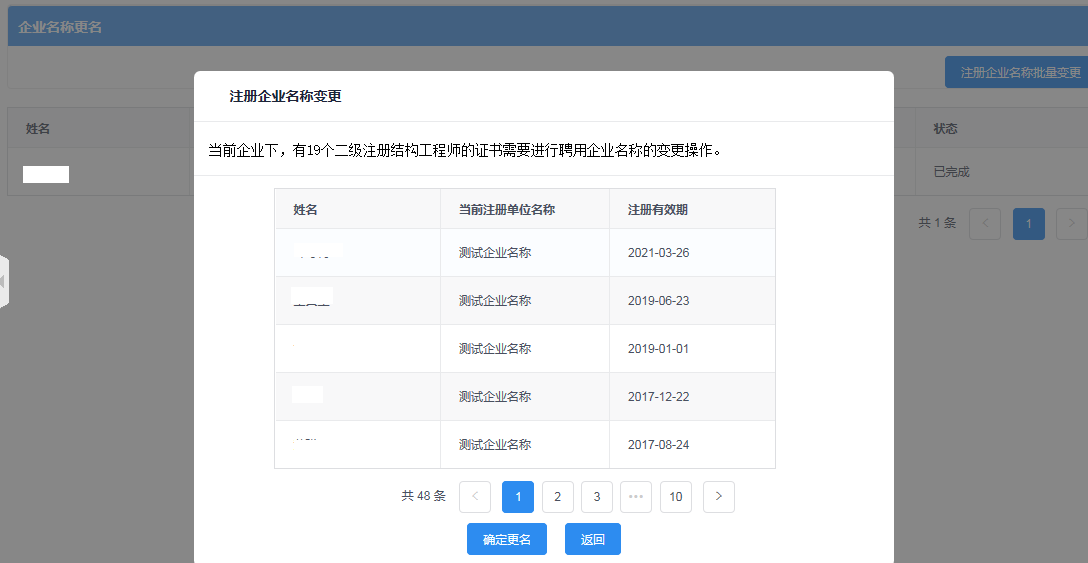 企业名称更名
注册企业名称批量变更
姓名
状态
已完成
共 1 条
<
1
>
注册企业名称变更
当前企业下，有19个二级注册结构工程师的证书需要进行聘用企业名称的变更操作。
姓名 当前注册单位名称 注册有效期
测试企业名称 2021-03-26
测试企业名称 2019-06-23
测试企业名称 2019-01-01
测试企业名称 2017-12-22
测试企业名称 2017-08-24
共 48 条 < 1 2 3 ••• 10 >
确定更名 返回